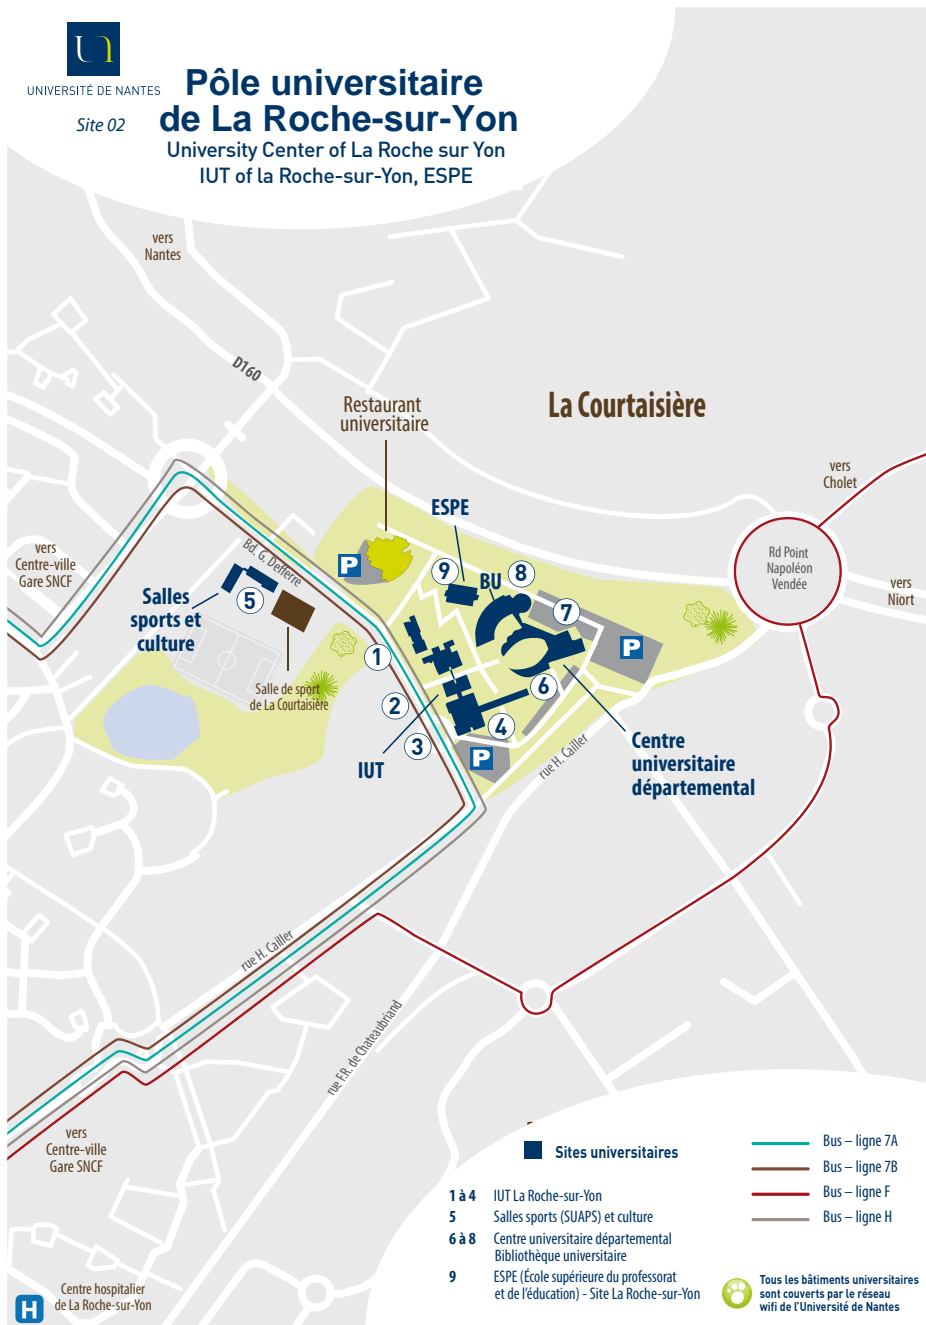 UNIVERSITÉ DE NANTES
Site 02
Pôle universitaire
de La Roche-sur-Yon
University Center of La Roche sur Yon
IUT of la Roche-sur-Yon, ESPE
vers
Nantes
D160
Restaurant
universitaire
La Courtaisière
vers
Cholet
ESPE
vers
Centre-ville
Gare SNCF
Bd. G. Defferre
P
9
BU
8
Rd Point
Napoléon
Vendée
vers
Niort
Salles
sports et
culture
5
7
P
1
Salle de sport
de La Courtaisière
2
6
3
4
P
IUT
rue H. Cailler
Centre
universitaire
départemental
rue H. Cailler
rue F.R. de Chateaubriand
vers
Centre-ville
Gare SNCF
Sites universitaires
1 à 4 IUT La Roche-sur-Yon
5 Salles sports (SUAPS) et culture
6 à 8 Centre universitaire départemental
Bibliothèque universitaire
9 ESPE (École supérieure du professorat
et de l'éducation) - Site La Roche-sur-Yon
Bus – ligne 7A
Bus – ligne 7B
Bus – ligne F
Bus – ligne H
Tous les bâtiments universitaires
sont couverts par le réseau
wifi de l'Université de Nantes
H
Centre hospitalier
de La Roche-sur-Yon